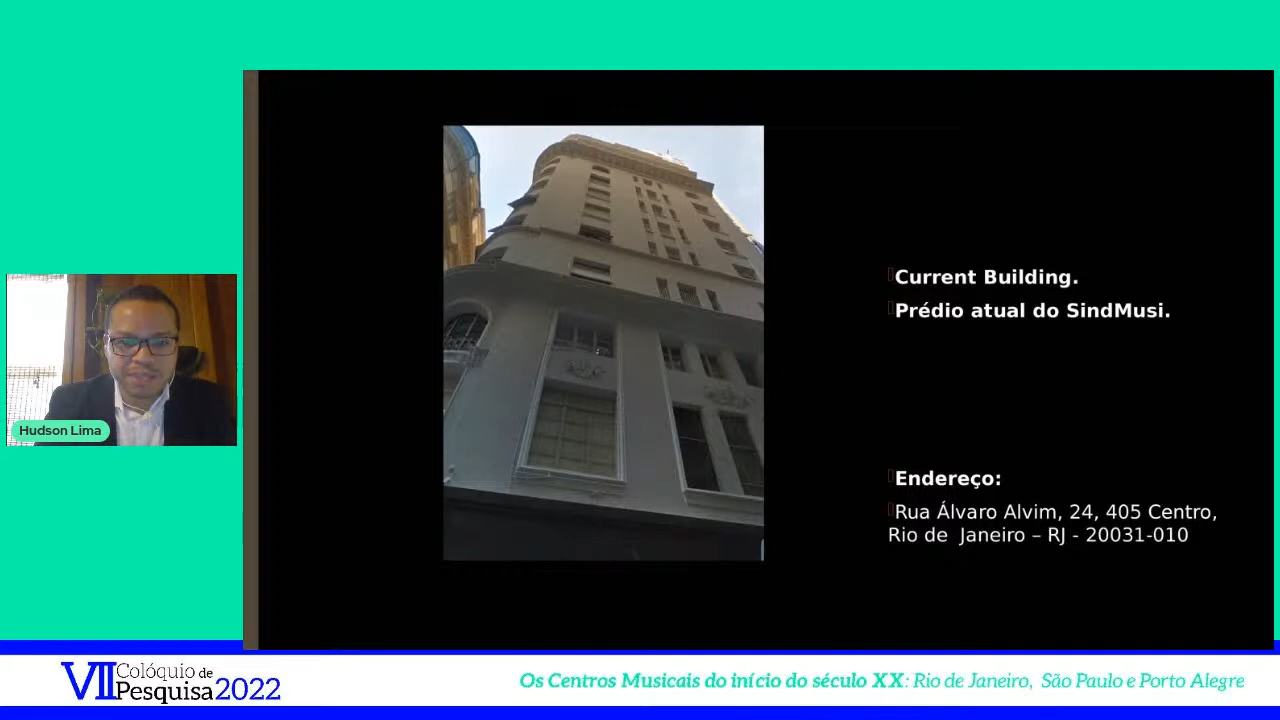 Current Building.
Prédio atual do SindMusi.
Endereço:
Rua Álvaro Alvim, 24, 405 Centro,
Rio de Janeiro – RJ - 20031-010
Hudson Lima
VII Colóquio de
Pesquisa 2022
Os Centros Musicais do início do século XX: Rio de Janeiro, São Paulo e Porto Alegre